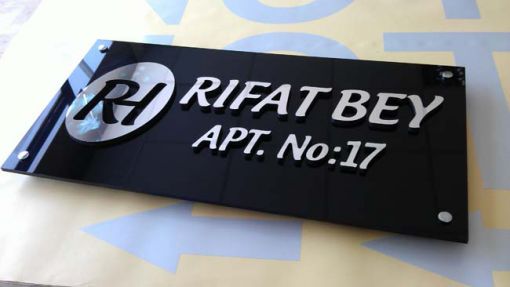 RH
RIFAT BEY
APT. No:17